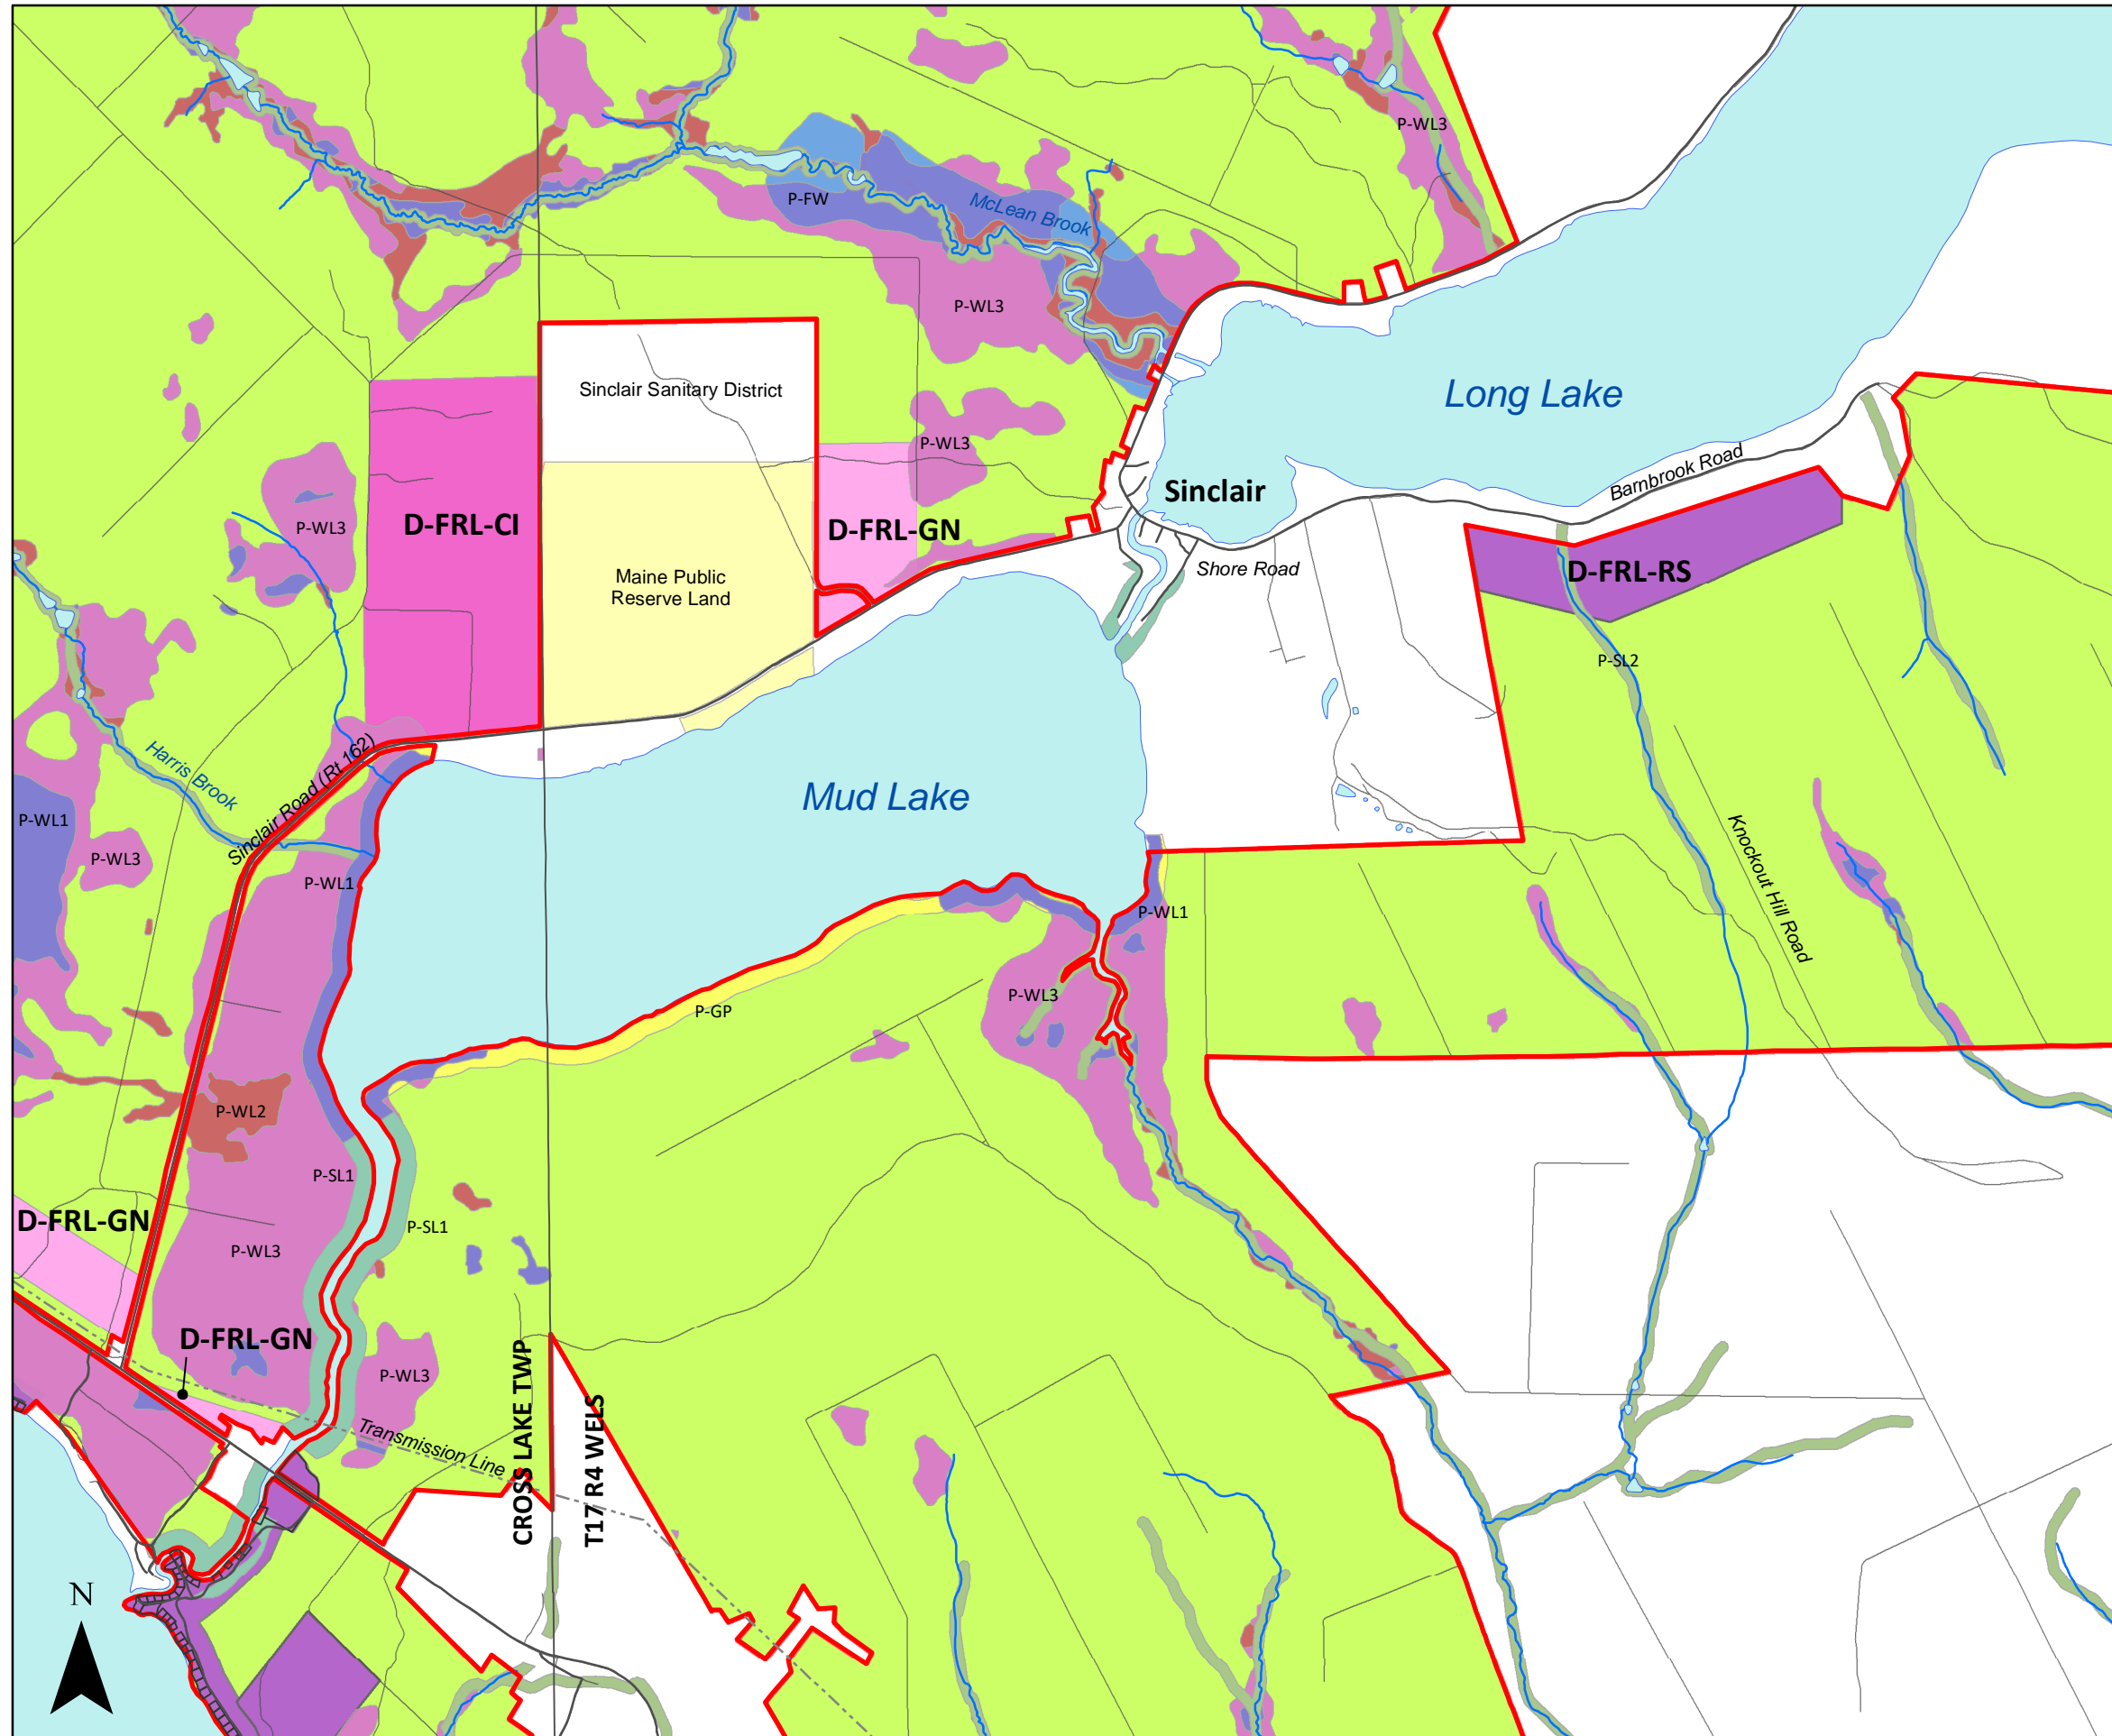 P-WL3
P-FW
McLean Brook
P-WL3
Sinclair Sanitary District
Long Lake
P-WL3
Barnbrook Road
Sinclair
P-WL3
D-FRL-CI
D-FRL-GN
Shore Road
D-FRL-RS
Maine Public
Reserve Land
P-SL2
Harris Brook
Sinclair Road (Rt 162)
Mud Lake
P-WL1
P-WL3
P-WL1
Knockout Hill Road
P-WL1
P-WL3
P-GP
P-WL2
P-SL1
D-FRL-GN
P-SL1
P-WL3
D-FRL-GN
P-WL3
Transmission Line
CROSS LAKE TWP
T17 R4 WELS
N